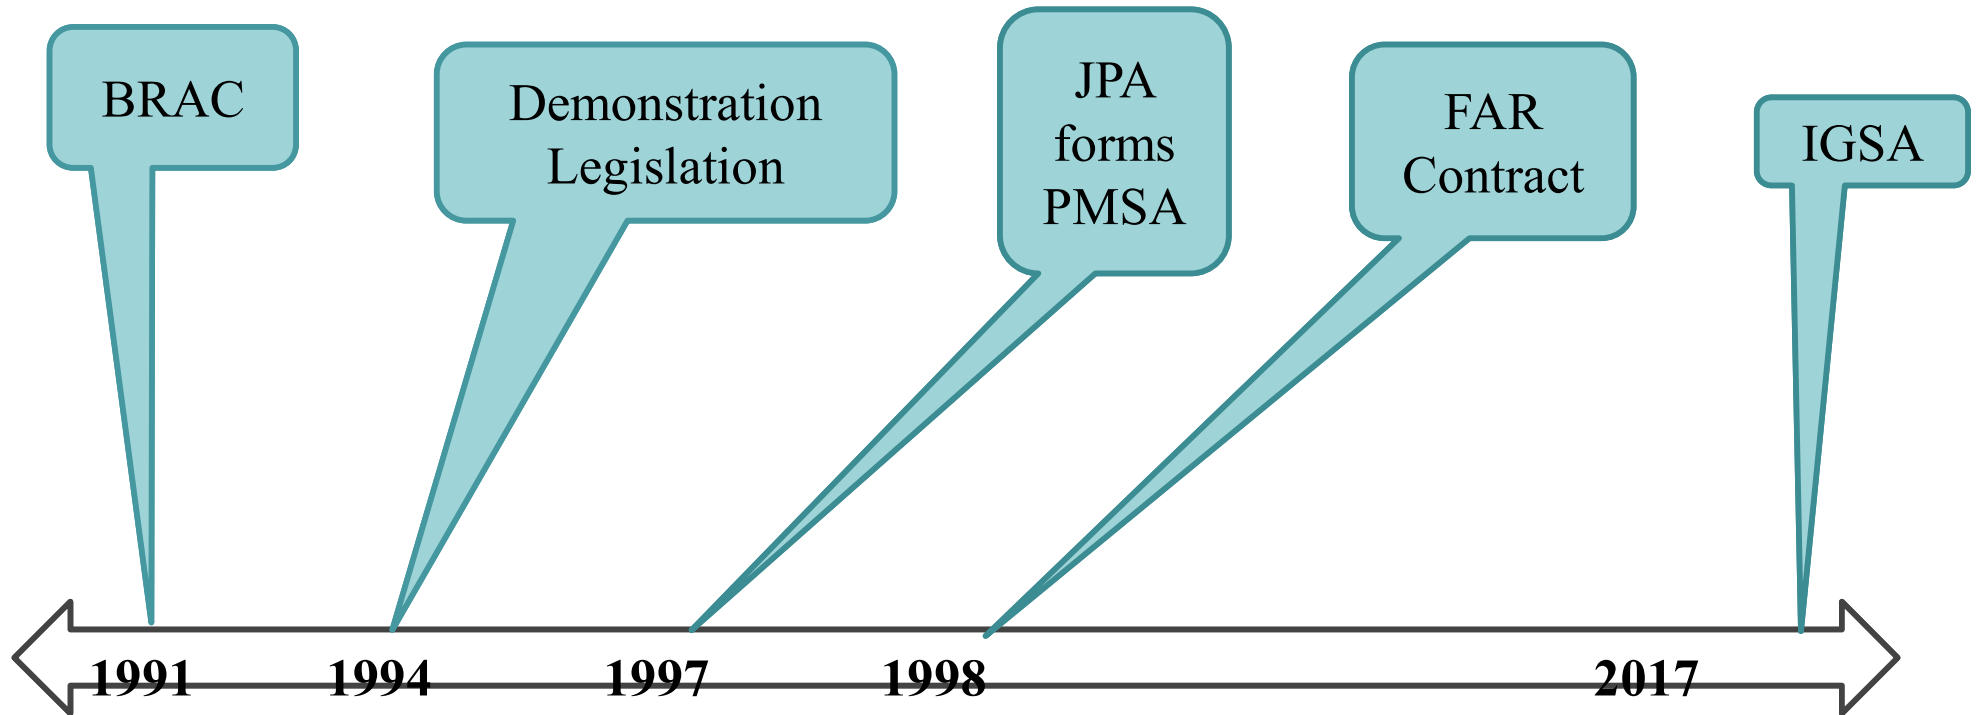 BRAC
Demonstration
Legislation
JPA
forms
PMSA
FAR
Contract
IGSA
1991
1994
1997
1998
2017